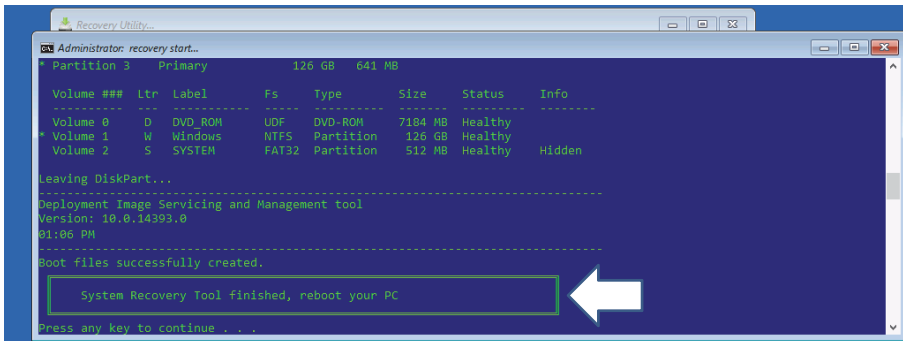 Recovery Utility...
Administrator: recovery start...
* Partition 3    Primary           126 GB   641 MB
  Volume ###  Ltr  Label        Fs     Type        Size     Status     Info
  ----------  ---  -----------  -----  ----------  -------  ---------  --------
  Volume 0     D   DVD_ROM      UDF    DVD-ROM     7184 MB  Healthy
* Volume 1     W   Windows      NTFS   Partition    126 GB  Healthy
  Volume 2     S   SYSTEM       FAT32  Partition    512 MB  Healthy    Hidden
Leaving DiskPart...
Deployment Image Servicing and Management tool
Version: 10.0.14393.0
01:06 PM
Boot files successfully created.
System Recovery Tool finished, reboot your PC
Press any key to continue . . .